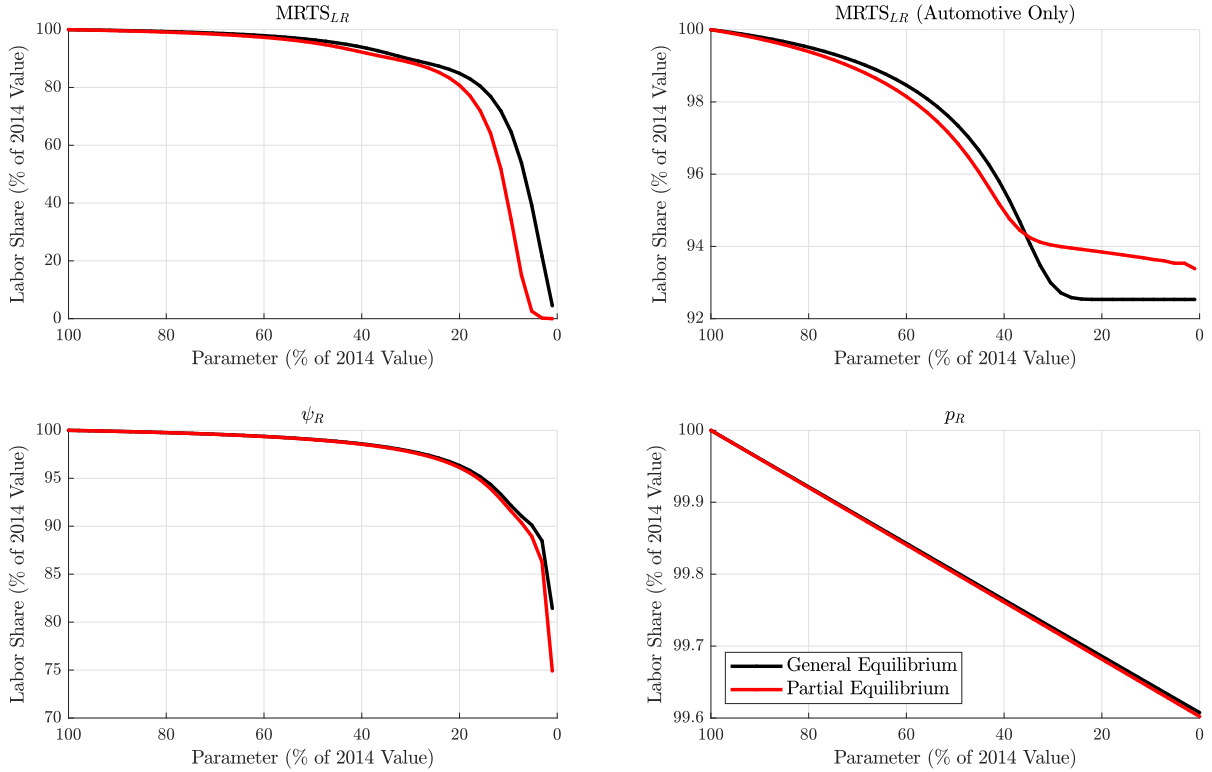 MRTS_LR
100
80
60
40
20
0
Labor Share (% of 2014 Value)
100 80 60 40 20 0
Parameter (% of 2014 Value)
MRTS_LR (Automotive Only)
100
98
96
94
92
Labor Share (% of 2014 Value)
100 80 60 40 20 0
Parameter (% of 2014 Value)
ψ_R
100
95
90
85
80
75
70
Labor Share (% of 2014 Value)
100 80 60 40 20 0
Parameter (% of 2014 Value)
p_R
100
99.9
99.8
99.7
99.6
Labor Share (% of 2014 Value)
General Equilibrium
Partial Equilibrium
100 80 60 40 20 0
Parameter (% of 2014 Value)